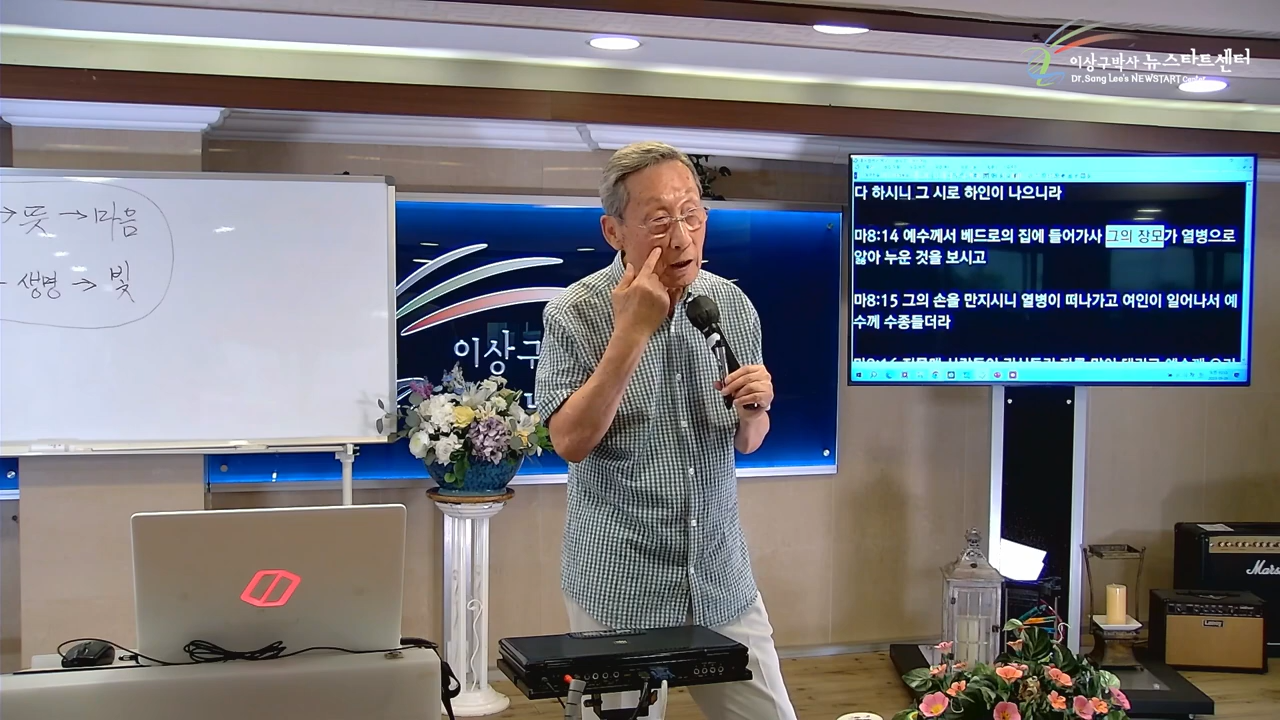 이상구박사 뉴스타트센터
Dr.Sang Lee's NEWSTART Center
→ 뜻 → 마음
생명 → 빛
이상구
다 하시니 그 시로 하인이 나으니라
마8:14 예수께서 베드로의 집에 들어가사 그의 장모가 열병으로
앓아 누운 것을 보시고
마8:15 그의 손을 만지시니 열병이 떠나가고 여인이 일어나서 예
수께 수종들더라
Mars
Laney